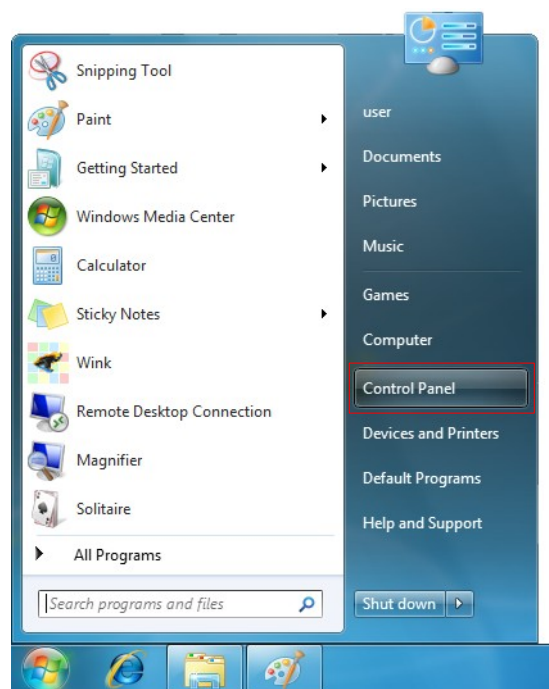 Snipping Tool
Paint
Getting Started
Windows Media Center
Calculator
Sticky Notes
Wink
Remote Desktop Connection
Magnifier
Solitaire
All Programs
Search programs and files
user
Documents
Pictures
Music
Games
Computer
Control Panel
Devices and Printers
Default Programs
Help and Support
Shut down